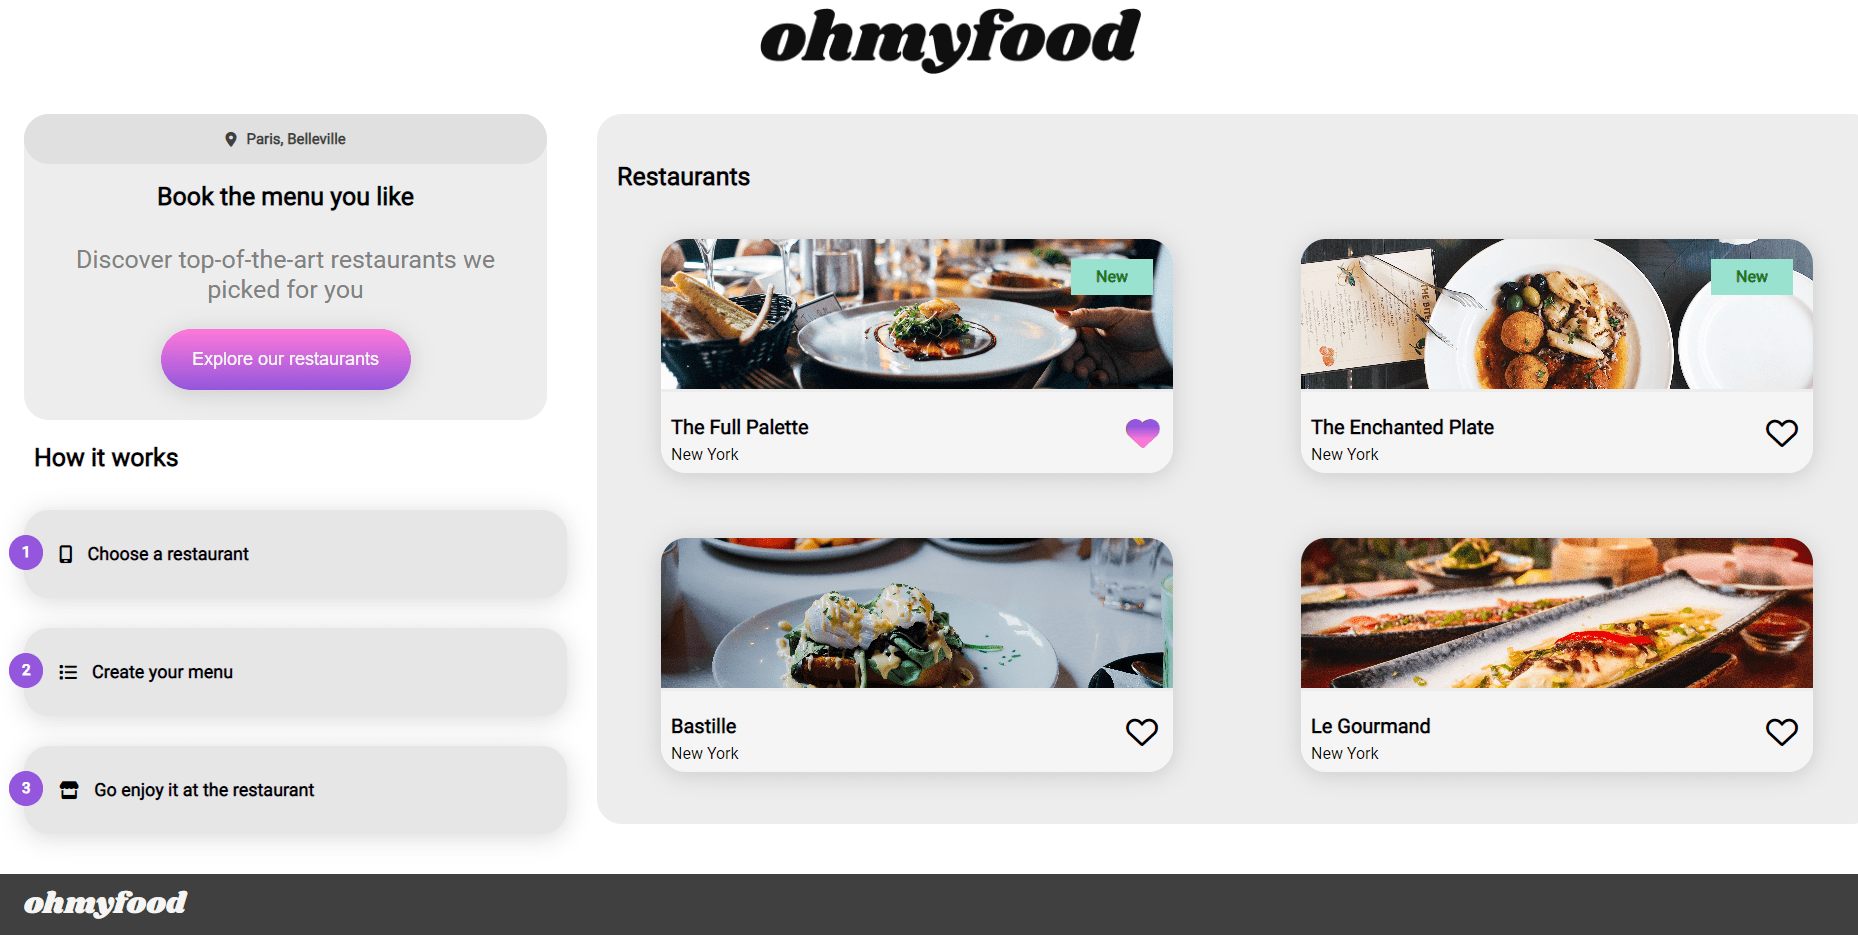 ohmyfood
Paris, Belleville
Book the menu you like
Discover top-of-the-art restaurants we
picked for you
Explore our restaurants
How it works
1 Choose a restaurant
2 Create your menu
3 Go enjoy it at the restaurant
Restaurants
New
The Full Palette
New York
New
The Enchanted Plate
New York
Bastille
New York
Le Gourmand
New York
ohmyfood